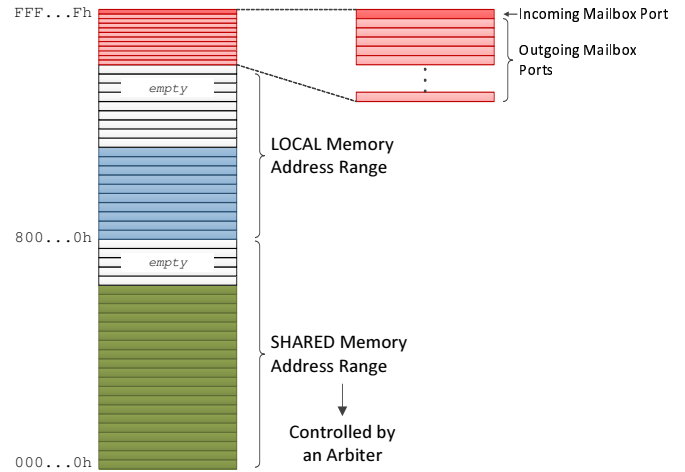 FFF...Fh
Incoming Mailbox Port
Outgoing Mailbox
Ports
empty
LOCAL Memory
Address Range
800...0h
empty
SHARED Memory
Address Range
Controlled by
an Arbiter
000...0h